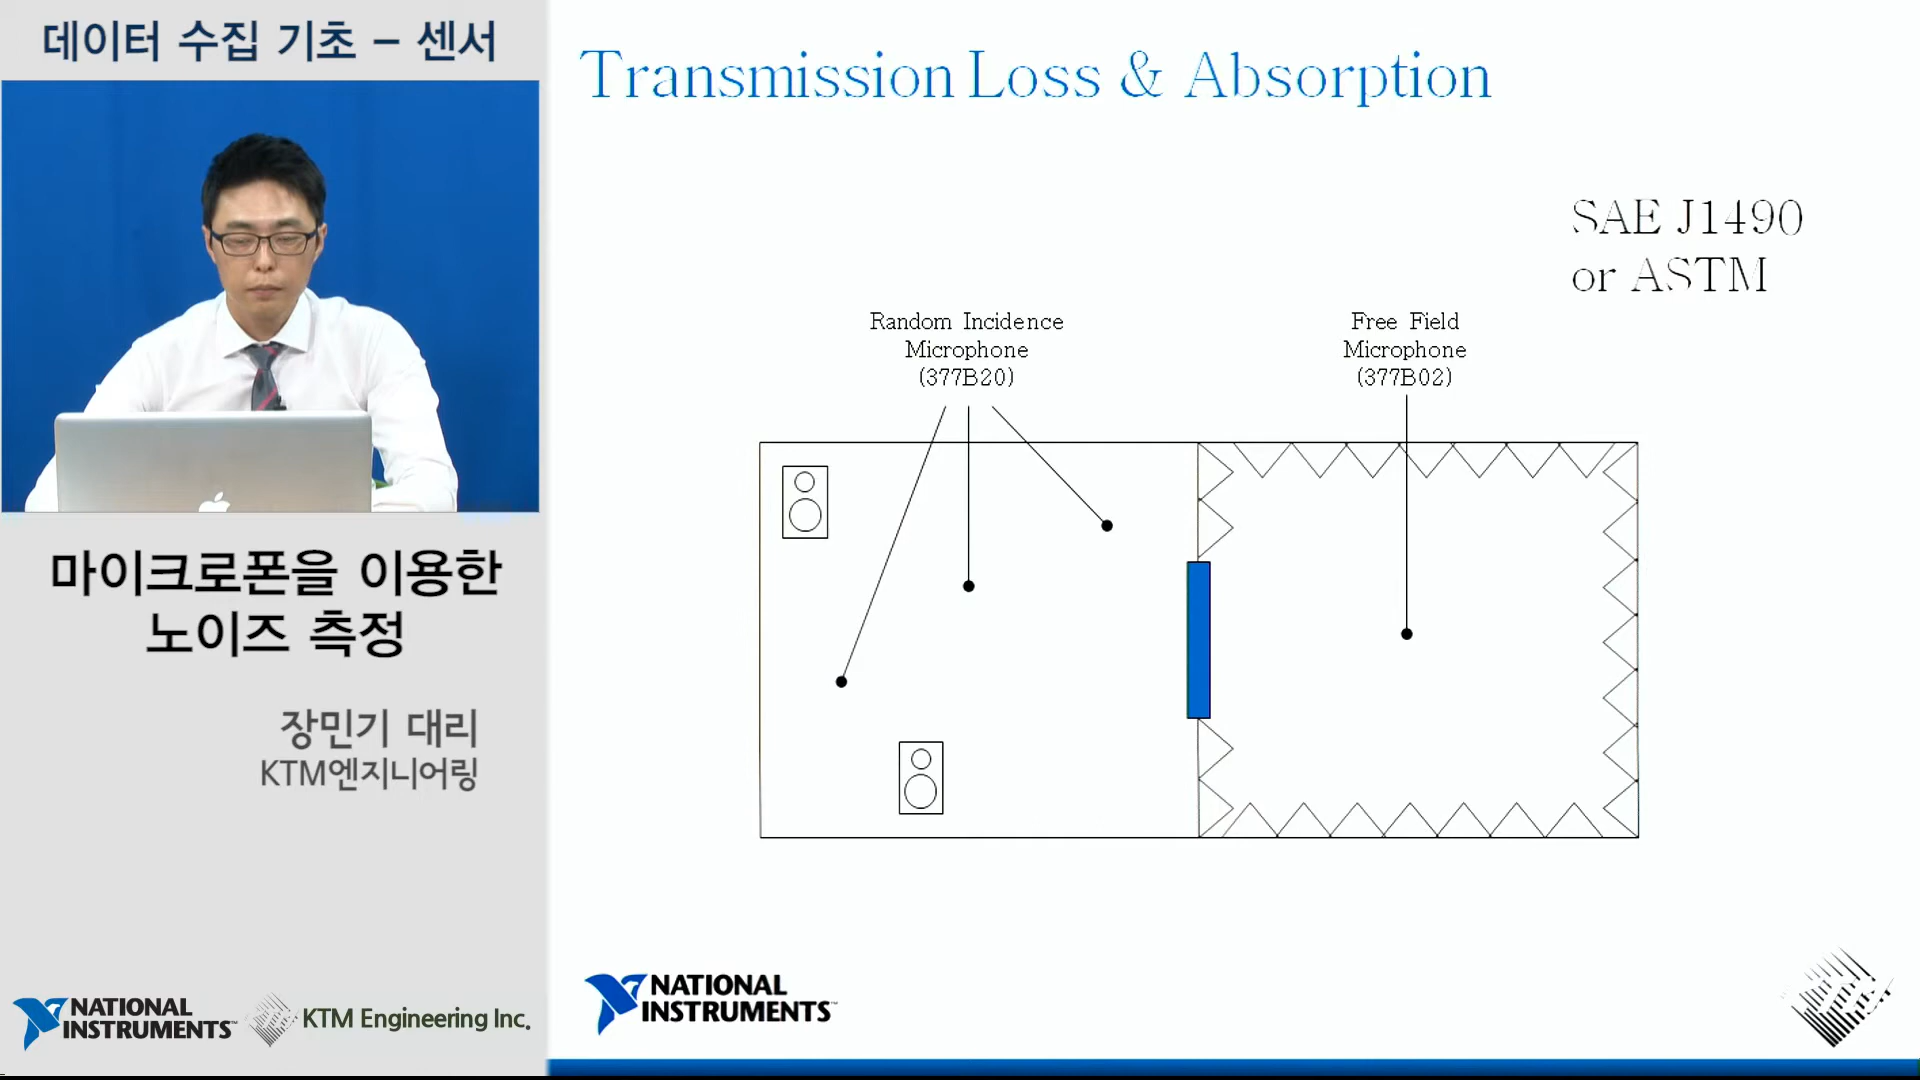 데이터 수집 기초 – 센서
마이크로폰을 이용한
노이즈 측정
장민기 대리
KTM엔지니어링
NATIONAL
INSTRUMENTS™
KTM Engineering Inc.
Transmission Loss & Absorption
SAE J1490
or ASTM
Random Incidence
Microphone
(377B20)
Free Field
Microphone
(377B02)
NATIONAL
INSTRUMENTS™